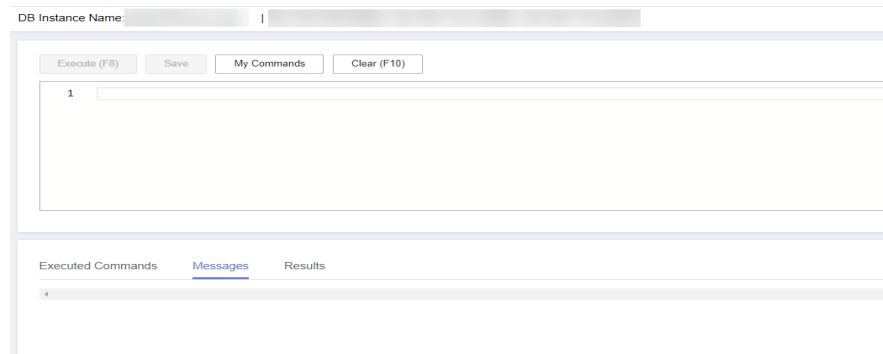 DB Instance Name: |
Execute (F8) Save My Commands Clear (F10)
1
Executed Commands Messages Results